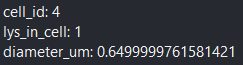 cell_id: 4
lys_in_cell: 1
diameter_um: 0.6499999761581421